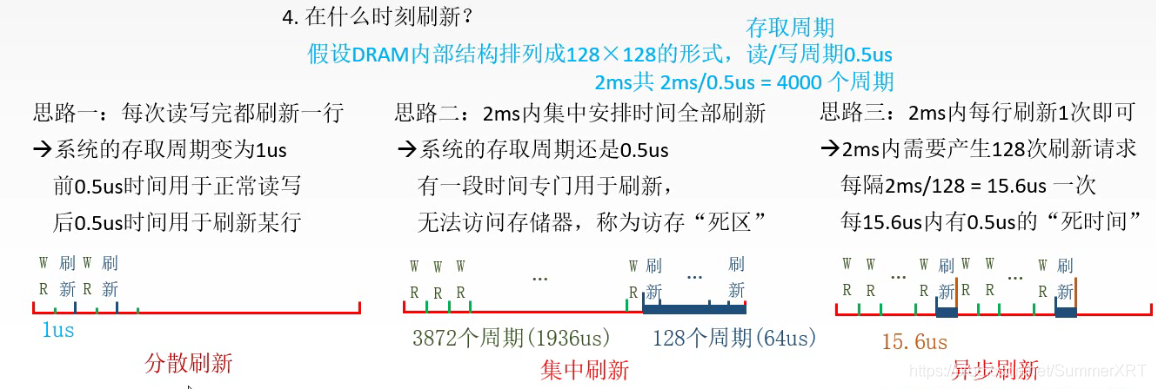 4. 在什么时刻刷新？
存取周期
假设DRAM内部结构排列成128×128的形式，读/写周期0.5us
2ms共 2ms/0.5us = 4000 个周期
思路一：每次读写完都刷新一行
→系统的存取周期变为1us
前0.5us时间用于正常读写
后0.5us时间用于刷新某行
W 刷 W 刷
R 新 R 新
1us
分散刷新
思路二：2ms内集中安排时间全部刷新
→系统的存取周期还是0.5us
有一段时间专门用于刷新，
无法访问存储器，称为访存“死区”
W W W ... W 刷 ... 刷
R R R R 新 新
3872个周期(1936us) 128个周期(64us)
集中刷新
思路三：2ms内每行刷新1次即可
→2ms内需要产生128次刷新请求
每隔2ms/128 = 15.6us 一次
每15.6us内有0.5us的“死时间”
W W ... W 刷 W W ... W 刷
R R R 新 R R R 新
15.6us
异步刷新